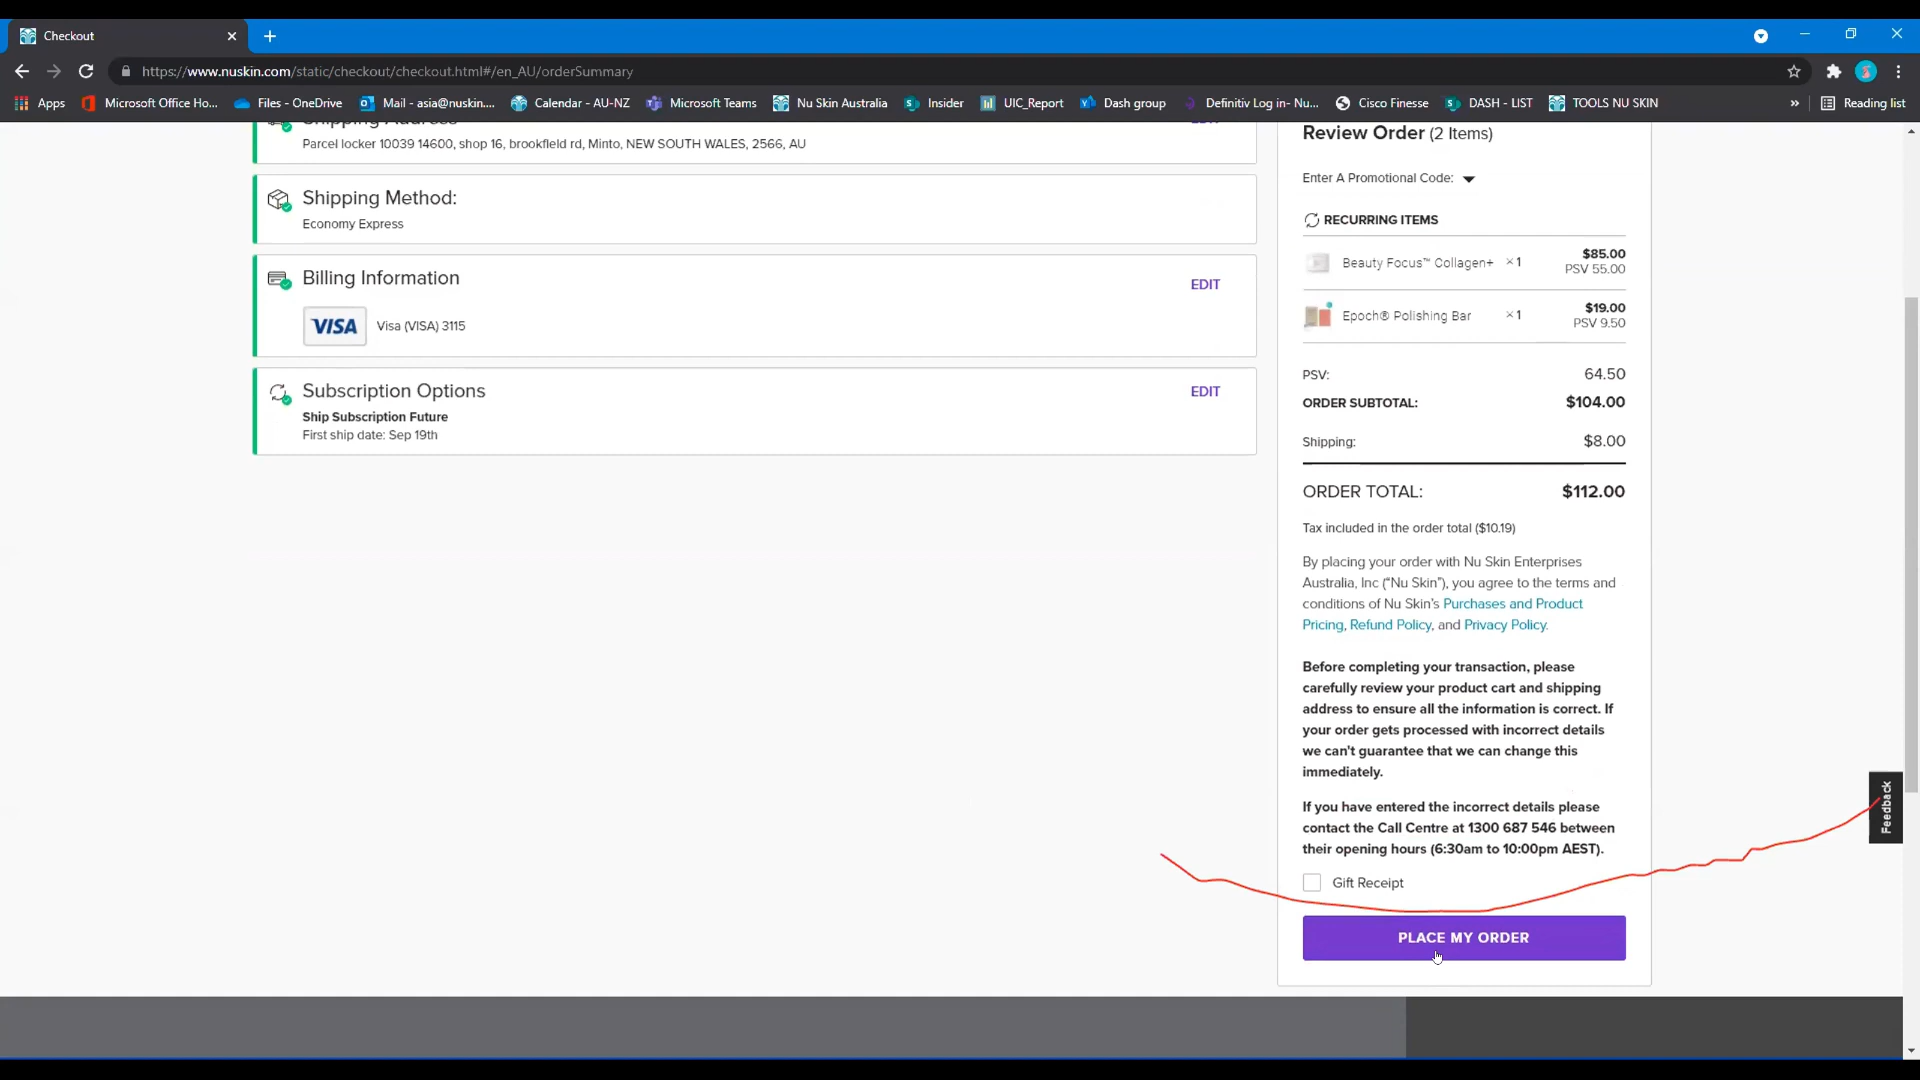 Checkout
https://www.nuskin.com/static/checkout/checkout.html#/en_AU/orderSummary
Apps
Microsoft Office Ho...
Files - OneDrive
Mail - asia@nuskin....
Calendar - AU-NZ
Microsoft Teams
Nu Skin Australia
Insider
UIC_Report
Dash group
Definitiv Log in- Nu...
Cisco Finesse
DASH - LIST
TOOLS NU SKIN
»
Reading list
Shipping Address
EDIT
Parcel locker 10039 14600, shop 16, brookfield rd, Minto, NEW SOUTH WALES, 2566, AU
Shipping Method:
Economy Express
Billing Information
EDIT
VISA
Visa (VISA) 3115
Subscription Options
EDIT
Ship Subscription Future
First ship date: Sep 19th
Review Order (2 Items)
Enter A Promotional Code:
RECURRING ITEMS
Beauty Focus™ Collagen+ ×1 $85.00
PSV 55.00
Epoch® Polishing Bar ×1 $19.00
PSV 9.50
PSV: 64.50
ORDER SUBTOTAL: $104.00
Shipping: $8.00
ORDER TOTAL: $112.00
Tax included in the order total ($10.19)
By placing your order with Nu Skin Enterprises
Australia, Inc (“Nu Skin”), you agree to the terms and
conditions of Nu Skin's Purchases and Product
Pricing, Refund Policy, and Privacy Policy.
Before completing your transaction, please
carefully review your product cart and shipping
address to ensure all the information is correct. If
your order gets processed with incorrect details
we can't guarantee that we can change this
immediately.
If you have entered the incorrect details please
contact the Call Centre at 1300 687 546 between
their opening hours (6:30am to 10:00pm AEST).
Gift Receipt
PLACE MY ORDER
Feedback